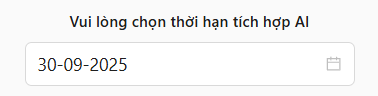 Vui lòng chọn thời hạn tích hợp AI
30-09-2025